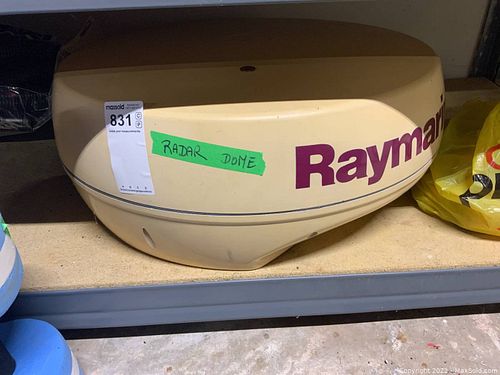 maxsold
831
RADAR DOME
Raymari
Copyright 2022 - MaxSold.com